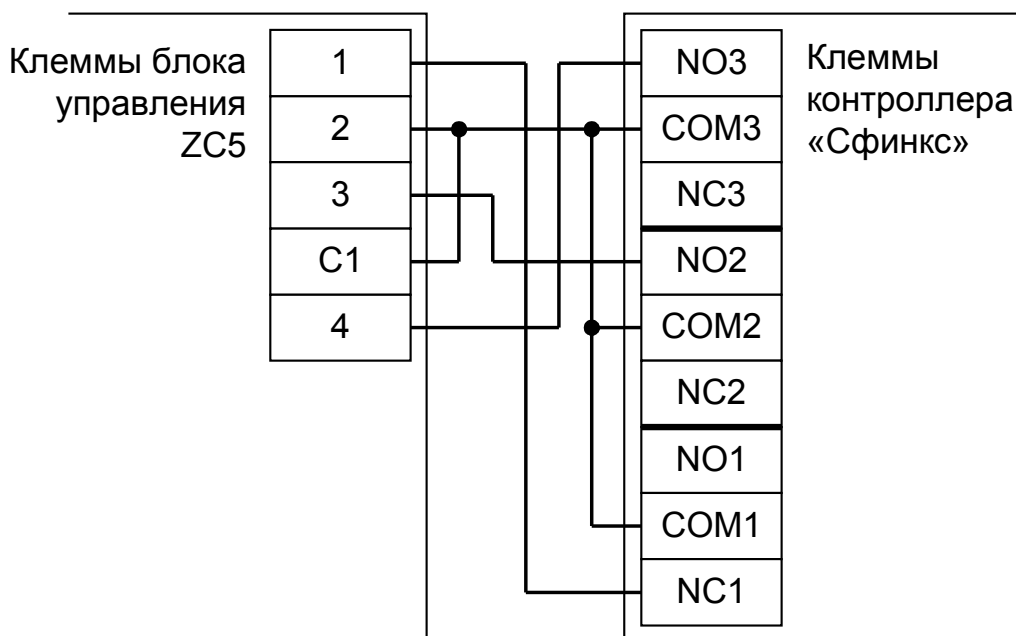 Клеммы блока
управления
ZC5
1
2
3
C1
4
NO3
COM3
NC3
NO2
COM2
NC2
NO1
COM1
NC1
Клеммы
контроллера
«Сфинкс»